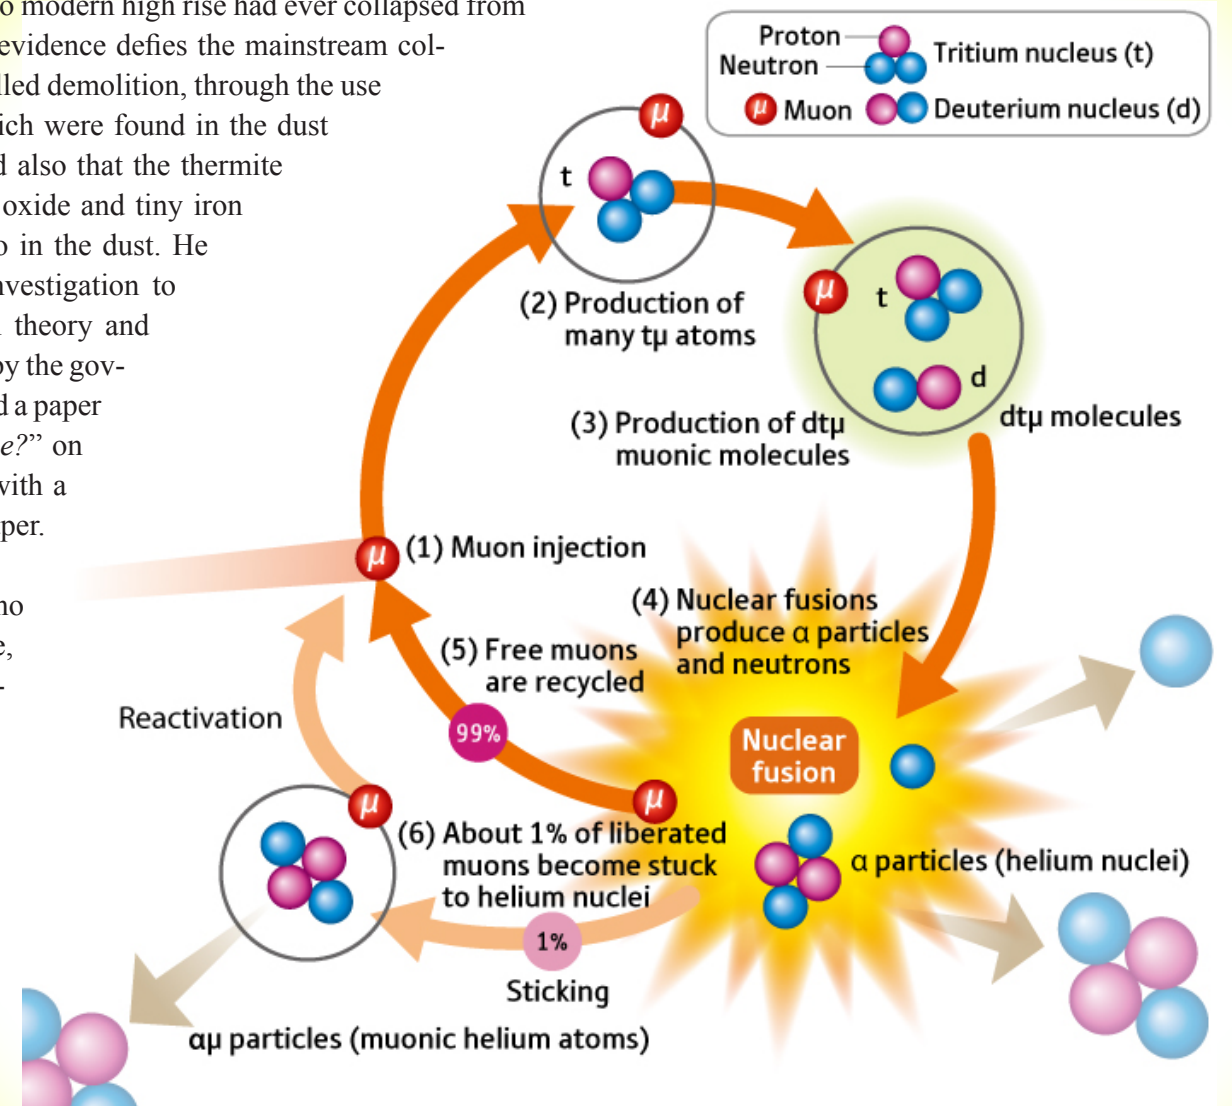 o modern high rise had ever collapsed from
evidence defies the mainstream col-
lled demolition, through the use
ich were found in the dust
d also that the thermite
oxide and tiny iron
o in the dust. He
nvestigation to
theory and
by the gov-
d a paper
e?” on
with a
per.
no
e,
-
Proton
Neutron
Tritium nucleus (t)
μ Muon
Deuterium nucleus (d)
μ
t
(2) Production of
many tμ atoms
μ
t
d
(3) Production of dtμ
muonic molecules
dtμ molecules
μ
(1) Muon injection
(4) Nuclear fusions
produce α particles
and neutrons
(5) Free muons
are recycled
99%
Reactivation
Nuclear
fusion
μ
μ
(6) About 1% of liberated
muons become stuck
to helium nuclei
α particles (helium nuclei)
1%
Sticking
αμ particles (muonic helium atoms)